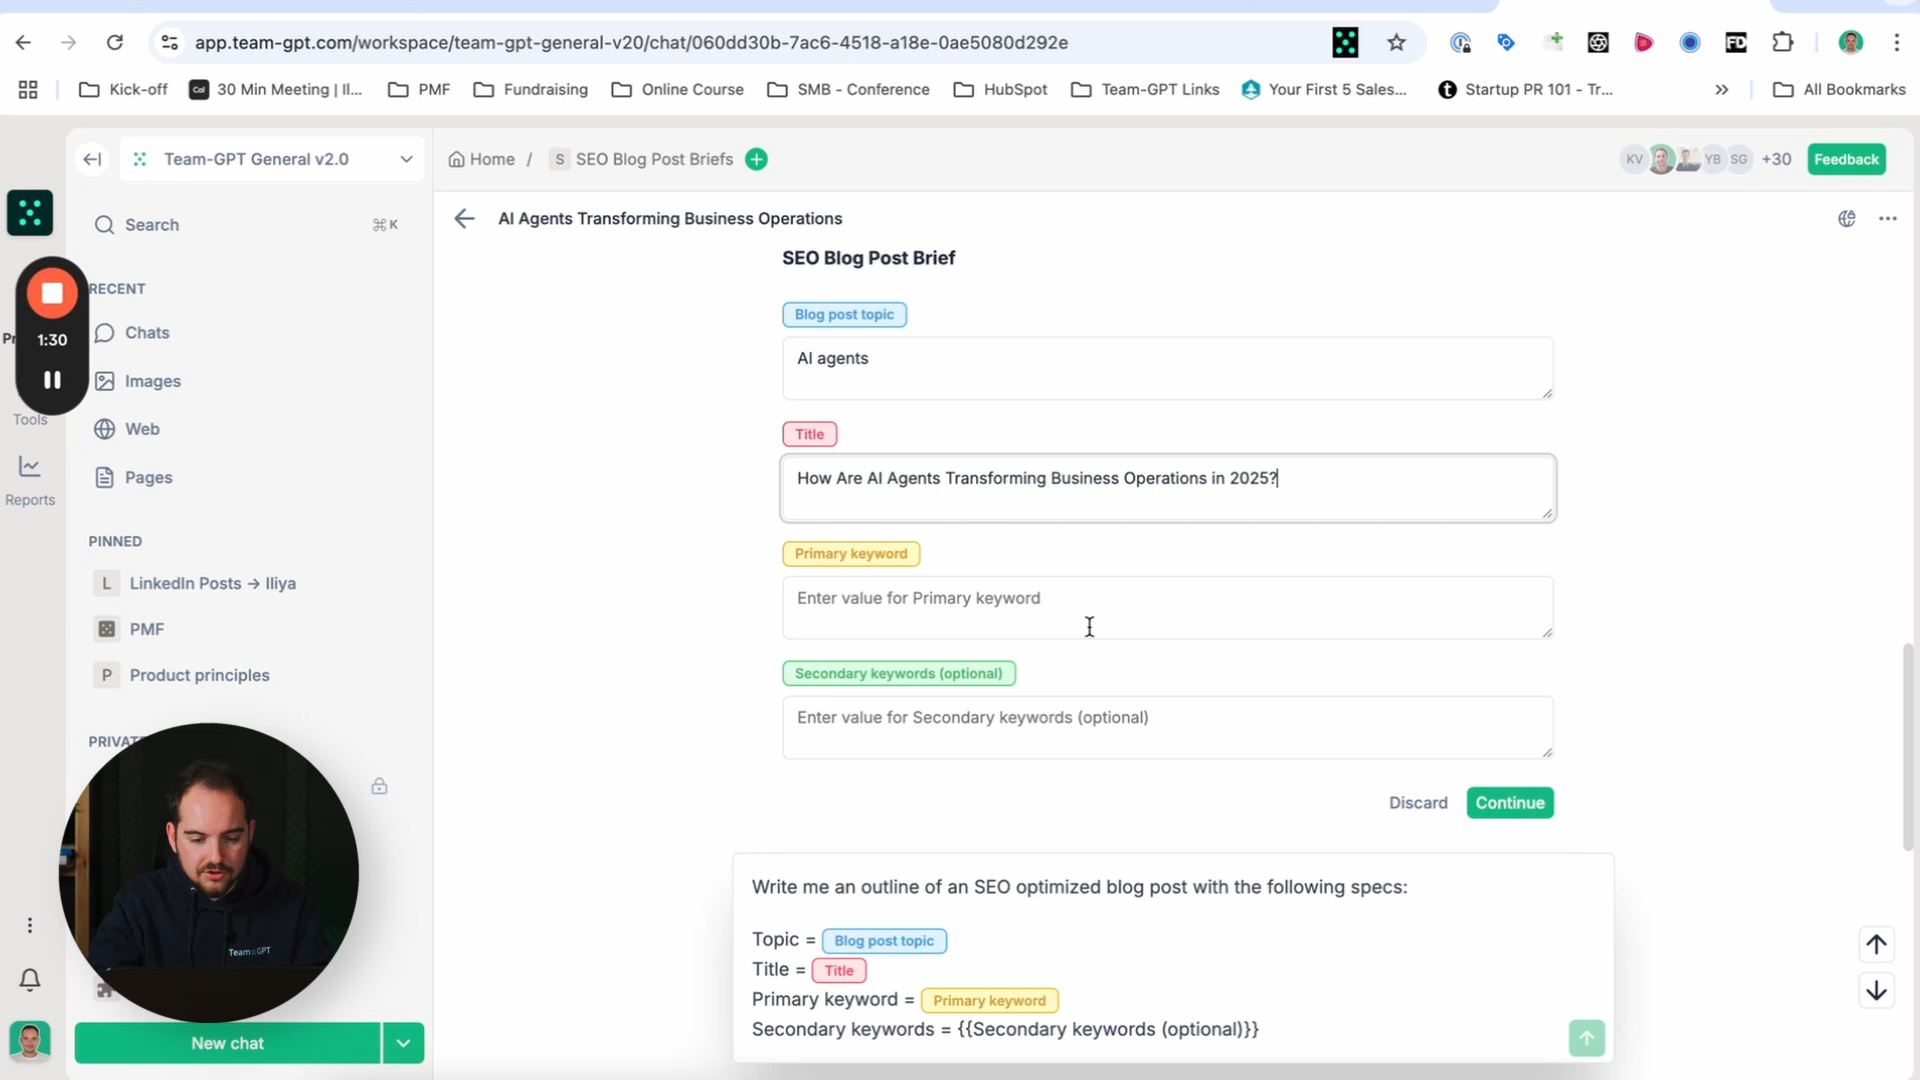 app.team-gpt.com/workspace/team-gpt-general-v20/chat/060dd30b-7ac6-4518-a18e-0ae5080d292e
FD
Kick-off
Cal
30 Min Meeting | Il...
PMF
Fundraising
Online Course
SMB - Conference
HubSpot
Team-GPT Links
Your First 5 Sales...
Startup PR 101 - Tr...
All Bookmarks
Team-GPT General v2.0
Home / S SEO Blog Post Briefs
KV
YB
SG
+30
Feedback
Search
⌘K
AI Agents Transforming Business Operations
SEO Blog Post Brief
RECENT
1:30
Pr
Chats
Images
Tools
Web
Pages
Reports
PINNED
L LinkedIn Posts → Iliya
PMF
P Product principles
Blog post topic
AI agents
Title
How Are AI Agents Transforming Business Operations in 2025?
Primary keyword
Enter value for Primary keyword
Secondary keywords (optional)
Enter value for Secondary keywords (optional)
Discard
Continue
Write me an outline of an SEO optimized blog post with the following specs:
Topic = Blog post topic
Title = Title
Primary keyword = Primary keyword
Secondary keywords = {{Secondary keywords (optional)}}
Team GPT
New chat